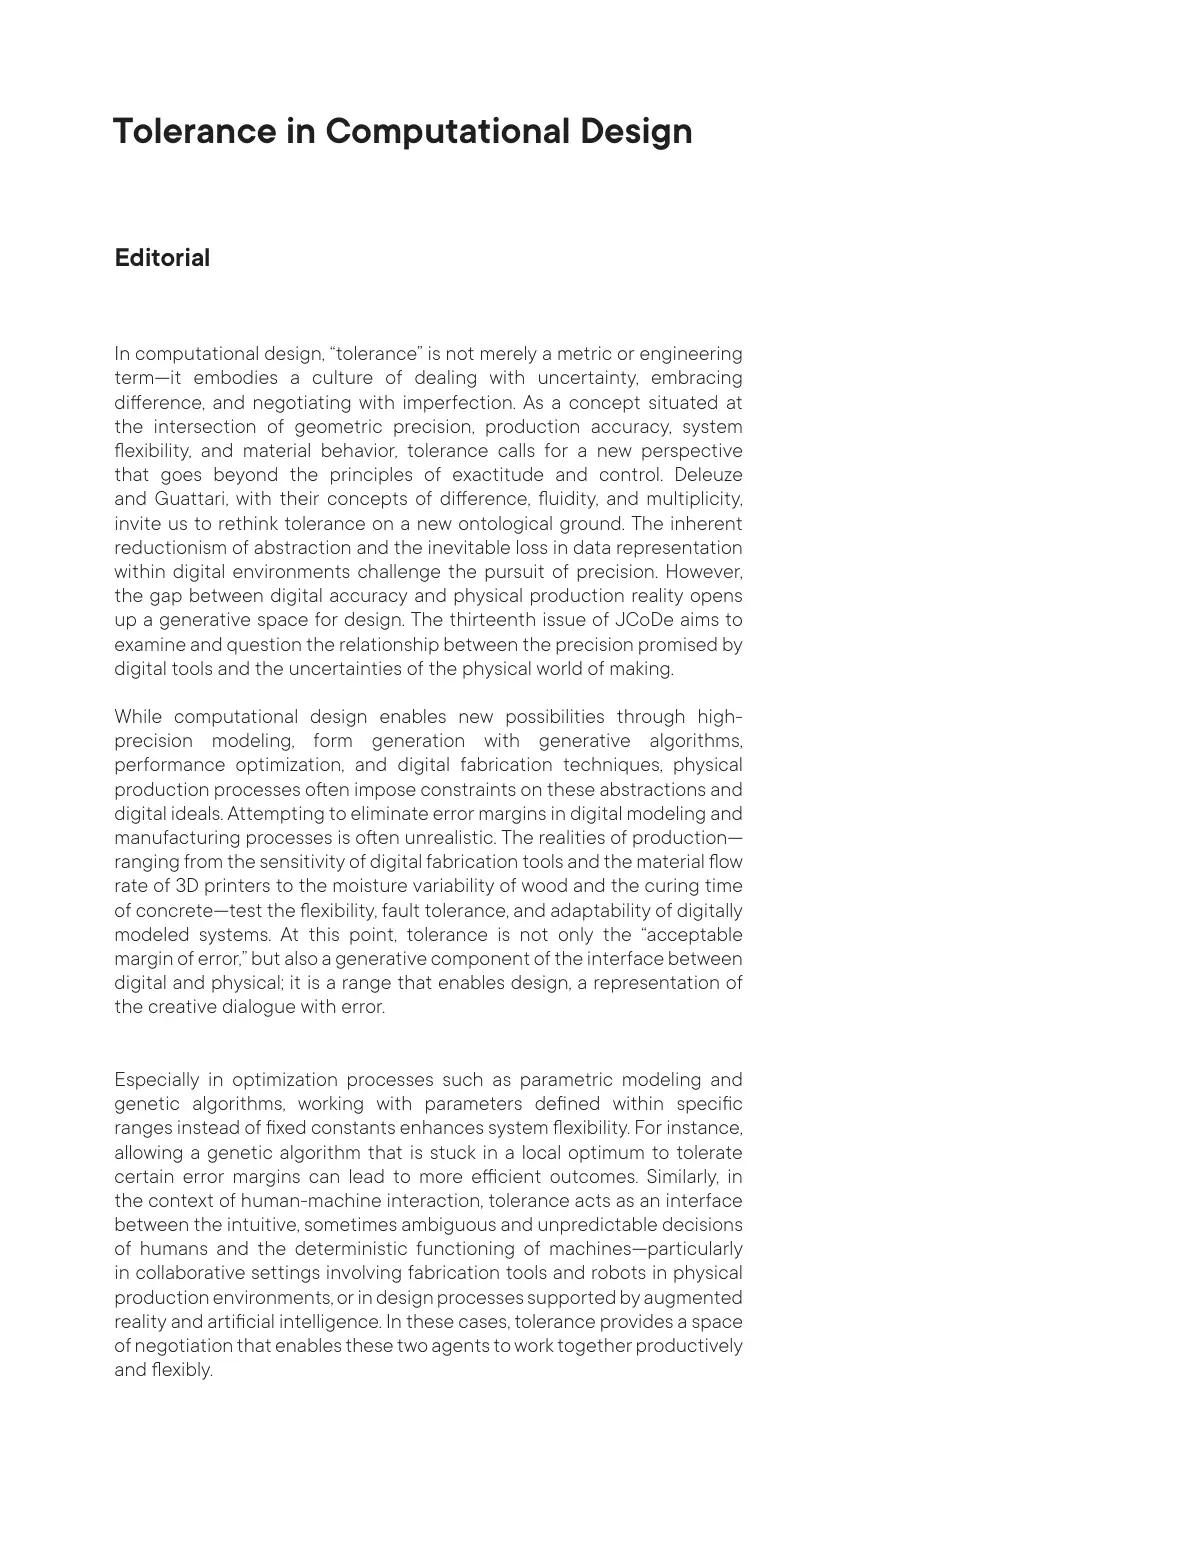 Tolerance in Computational Design
Editorial
In computational design, “tolerance” is not merely a metric or engineering
term—it embodies a culture of dealing with uncertainty, embracing
difference, and negotiating with imperfection. As a concept situated at
the intersection of geometric precision, production accuracy, system
flexibility, and material behavior, tolerance calls for a new perspective
that goes beyond the principles of exactitude and control. Deleuze
and Guattari, with their concepts of difference, fluidity, and multiplicity,
invite us to rethink tolerance on a new ontological ground. The inherent
reductionism of abstraction and the inevitable loss in data representation
within digital environments challenge the pursuit of precision. However,
the gap between digital accuracy and physical production reality opens
up a generative space for design. The thirteenth issue of JCoDe aims to
examine and question the relationship between the precision promised by
digital tools and the uncertainties of the physical world of making.
While computational design enables new possibilities through high-
precision modeling, form generation with generative algorithms,
performance optimization, and digital fabrication techniques, physical
production processes often impose constraints on these abstractions and
digital ideals. Attempting to eliminate error margins in digital modeling and
manufacturing processes is often unrealistic. The realities of production—
ranging from the sensitivity of digital fabrication tools and the material flow
rate of 3D printers to the moisture variability of wood and the curing time
of concrete—test the flexibility, fault tolerance, and adaptability of digitally
modeled systems. At this point, tolerance is not only the “acceptable
margin of error,” but also a generative component of the interface between
digital and physical; it is a range that enables design, a representation of
the creative dialogue with error.
Especially in optimization processes such as parametric modeling and
genetic algorithms, working with parameters defined within specific
ranges instead of fixed constants enhances system flexibility. For instance,
allowing a genetic algorithm that is stuck in a local optimum to tolerate
certain error margins can lead to more efficient outcomes. Similarly, in
the context of human-machine interaction, tolerance acts as an interface
between the intuitive, sometimes ambiguous and unpredictable decisions
of humans and the deterministic functioning of machines—particularly
in collaborative settings involving fabrication tools and robots in physical
production environments, or in design processes supported by augmented
reality and artificial intelligence. In these cases, tolerance provides a space
of negotiation that enables these two agents to work together productively
and flexibly.